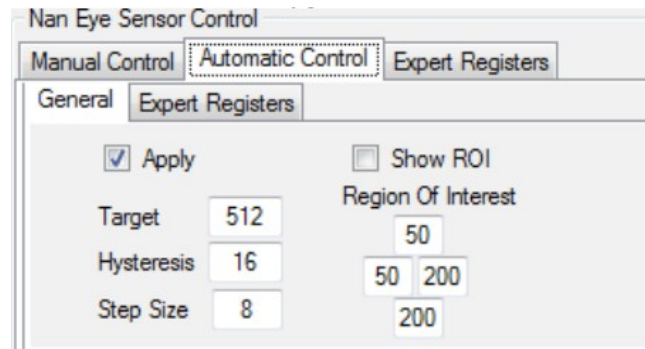 Nan Eye Sensor Control
Manual Control Automatic Control Expert Registers
General Expert Registers
Apply Show ROI
Region Of Interest
Target 512 50
Hysteresis 16 50 200
Step Size 8 200